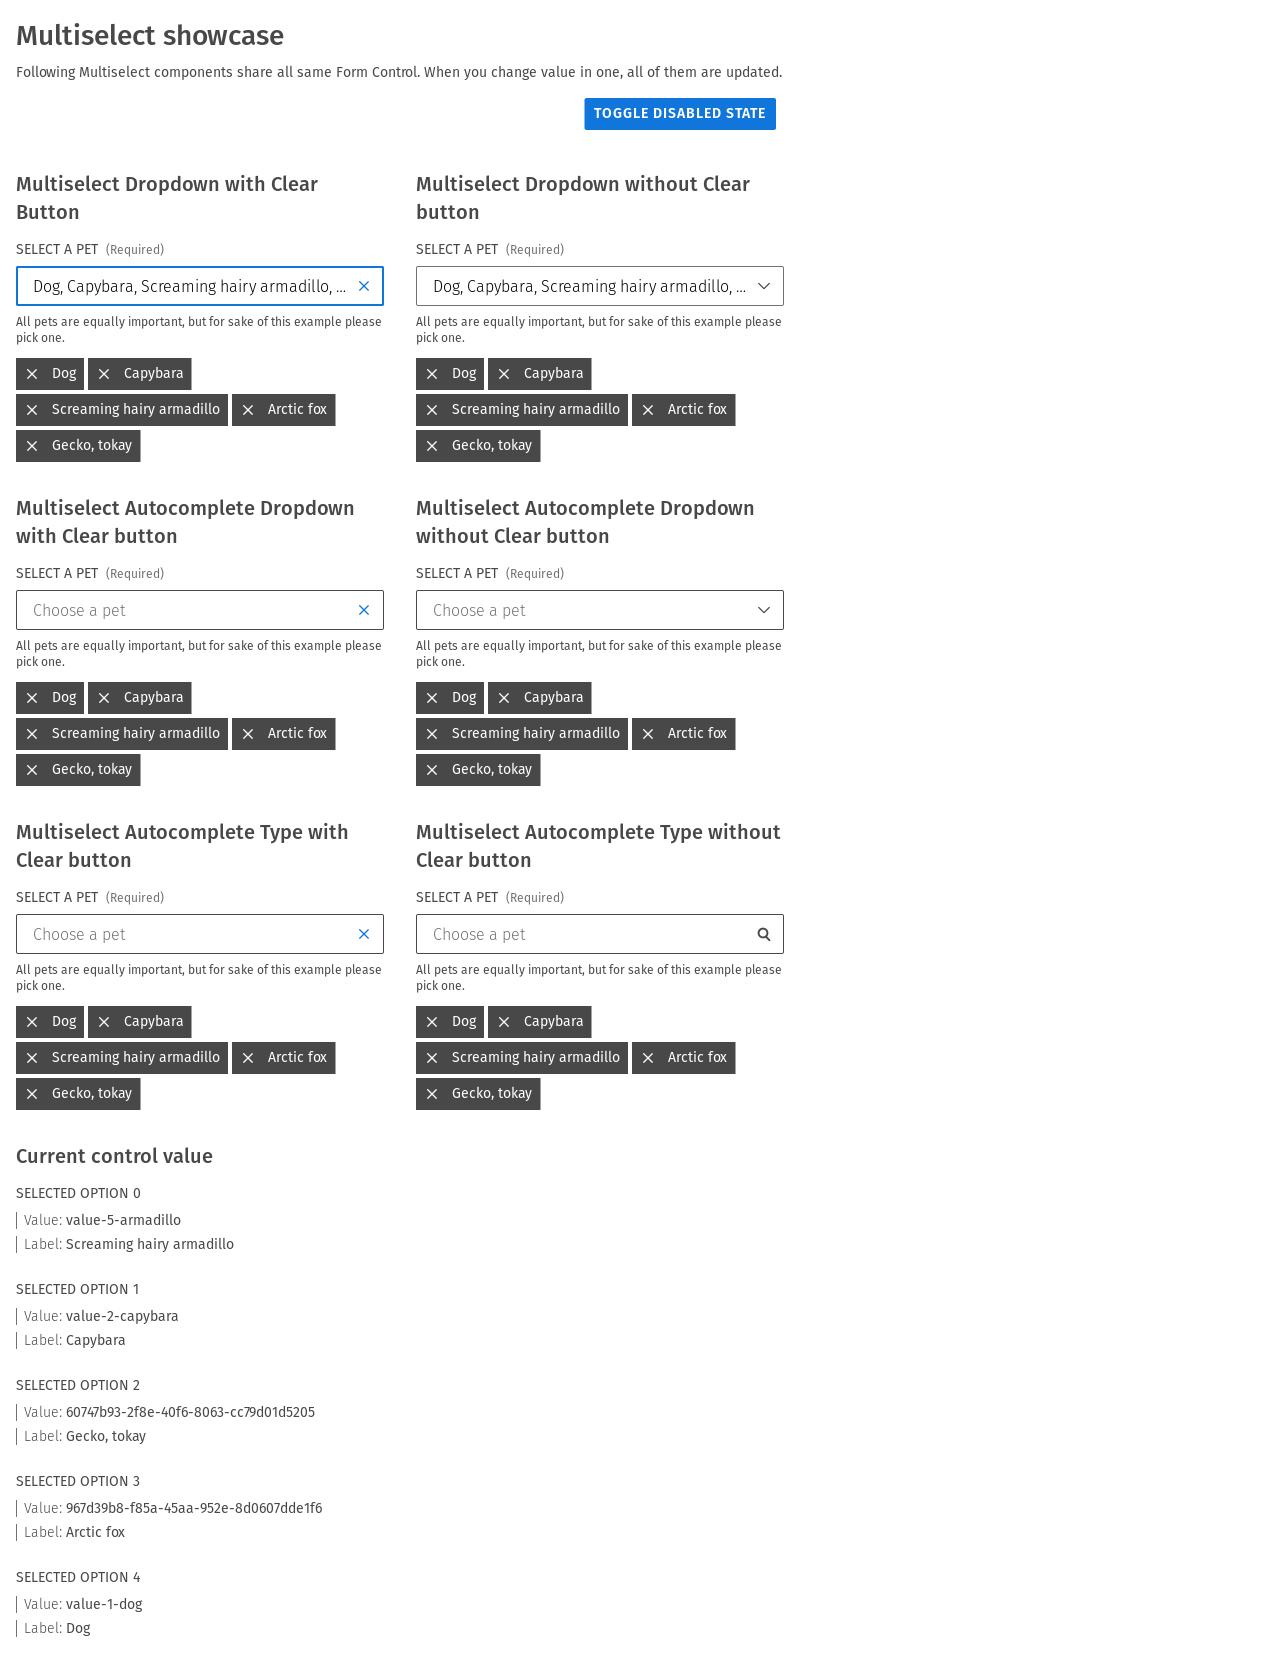 Multiselect showcase
Following Multiselect components share all same Form Control. When you change value in one, all of them are updated.
TOGGLE DISABLED STATE
Multiselect Dropdown with Clear
Button
SELECT A PET (Required)
Dog, Capybara, Screaming hairy armadillo, ...
All pets are equally important, but for sake of this example please
pick one.
Dog Capybara
Screaming hairy armadillo Arctic fox
Gecko, tokay
Multiselect Dropdown without Clear
button
SELECT A PET (Required)
Dog, Capybara, Screaming hairy armadillo, ...
All pets are equally important, but for sake of this example please
pick one.
Dog Capybara
Screaming hairy armadillo Arctic fox
Gecko, tokay
Multiselect Autocomplete Dropdown
with Clear button
SELECT A PET (Required)
Choose a pet
All pets are equally important, but for sake of this example please
pick one.
Dog Capybara
Screaming hairy armadillo Arctic fox
Gecko, tokay
Multiselect Autocomplete Dropdown
without Clear button
SELECT A PET (Required)
Choose a pet
All pets are equally important, but for sake of this example please
pick one.
Dog Capybara
Screaming hairy armadillo Arctic fox
Gecko, tokay
Multiselect Autocomplete Type with
Clear button
SELECT A PET (Required)
Choose a pet
All pets are equally important, but for sake of this example please
pick one.
Dog Capybara
Screaming hairy armadillo Arctic fox
Gecko, tokay
Multiselect Autocomplete Type without
Clear button
SELECT A PET (Required)
Choose a pet
All pets are equally important, but for sake of this example please
pick one.
Dog Capybara
Screaming hairy armadillo Arctic fox
Gecko, tokay
Current control value
SELECTED OPTION 0
Value: value-5-armadillo
Label: Screaming hairy armadillo
SELECTED OPTION 1
Value: value-2-capybara
Label: Capybara
SELECTED OPTION 2
Value: 60747b93-2f8e-40f6-8063-cc79d01d5205
Label: Gecko, tokay
SELECTED OPTION 3
Value: 967d39b8-f85a-45aa-952e-8d0607dde1f6
Label: Arctic fox
SELECTED OPTION 4
Value: value-1-dog
Label: Dog